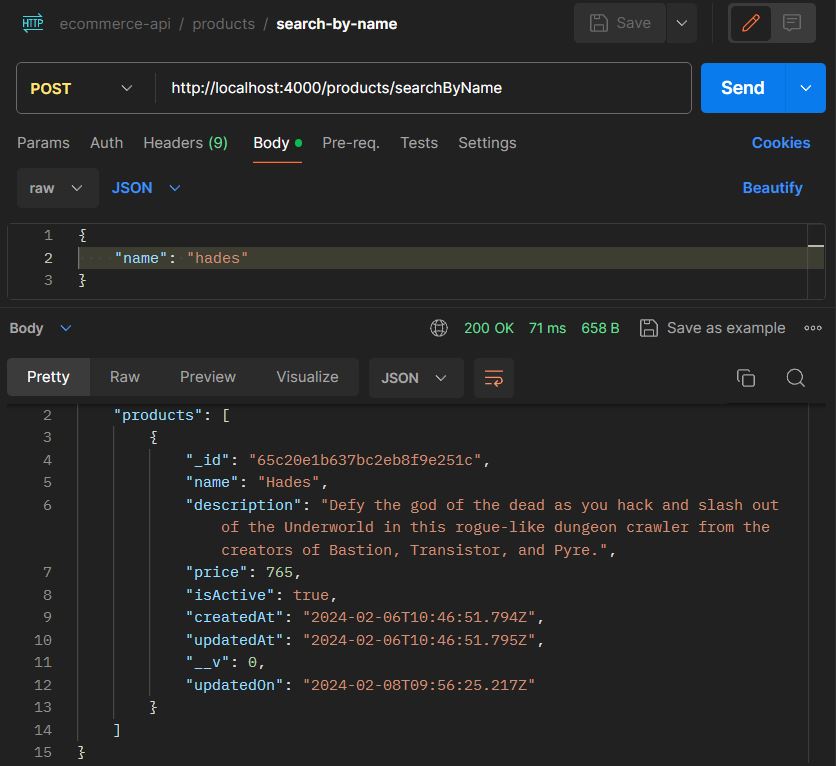 HTTP ecommerce-api / products / search-by-name Save
POST http://localhost:4000/products/searchByName Send
Params Auth Headers (9) Body Pre-req. Tests Settings Cookies
raw JSON Beautify
1 {
2 "name": "hades"
3 }
Body 200 OK 71 ms 658 B Save as example
Pretty Raw Preview Visualize JSON
2 "products": [
3 {
4 "_id": "65c20e1b637bc2eb8f9e251c",
5 "name": "Hades",
6 "description": "Defy the god of the dead as you hack and slash out
of the Underworld in this rogue-like dungeon crawler from the
creators of Bastion, Transistor, and Pyre.",
7 "price": 765,
8 "isActive": true,
9 "createdAt": "2024-02-06T10:46:51.794Z",
10 "updatedAt": "2024-02-06T10:46:51.795Z",
11 "__v": 0,
12 "updatedOn": "2024-02-08T09:56:25.217Z"
13 }
14 ]
15 }